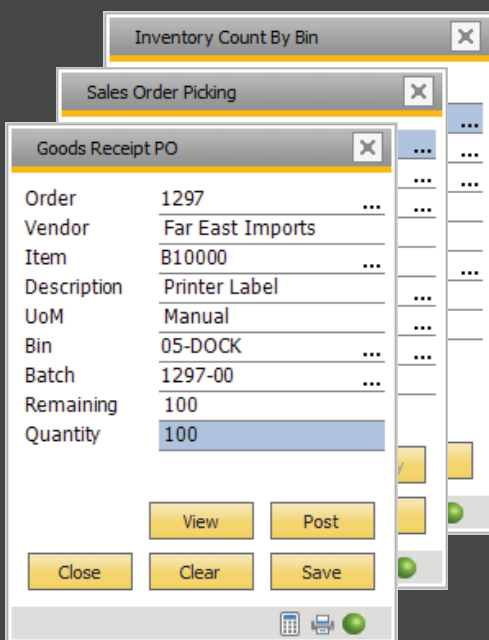 Inventory Count By Bin
Sales Order Picking
Goods Receipt PO
Order 1297 ...
Vendor Far East Imports
Item B10000 ...
Description Printer Label
UoM Manual
Bin 05-DOCK ...
Batch 1297-00 ...
Remaining 100
Quantity 100
View Post
Close Clear Save